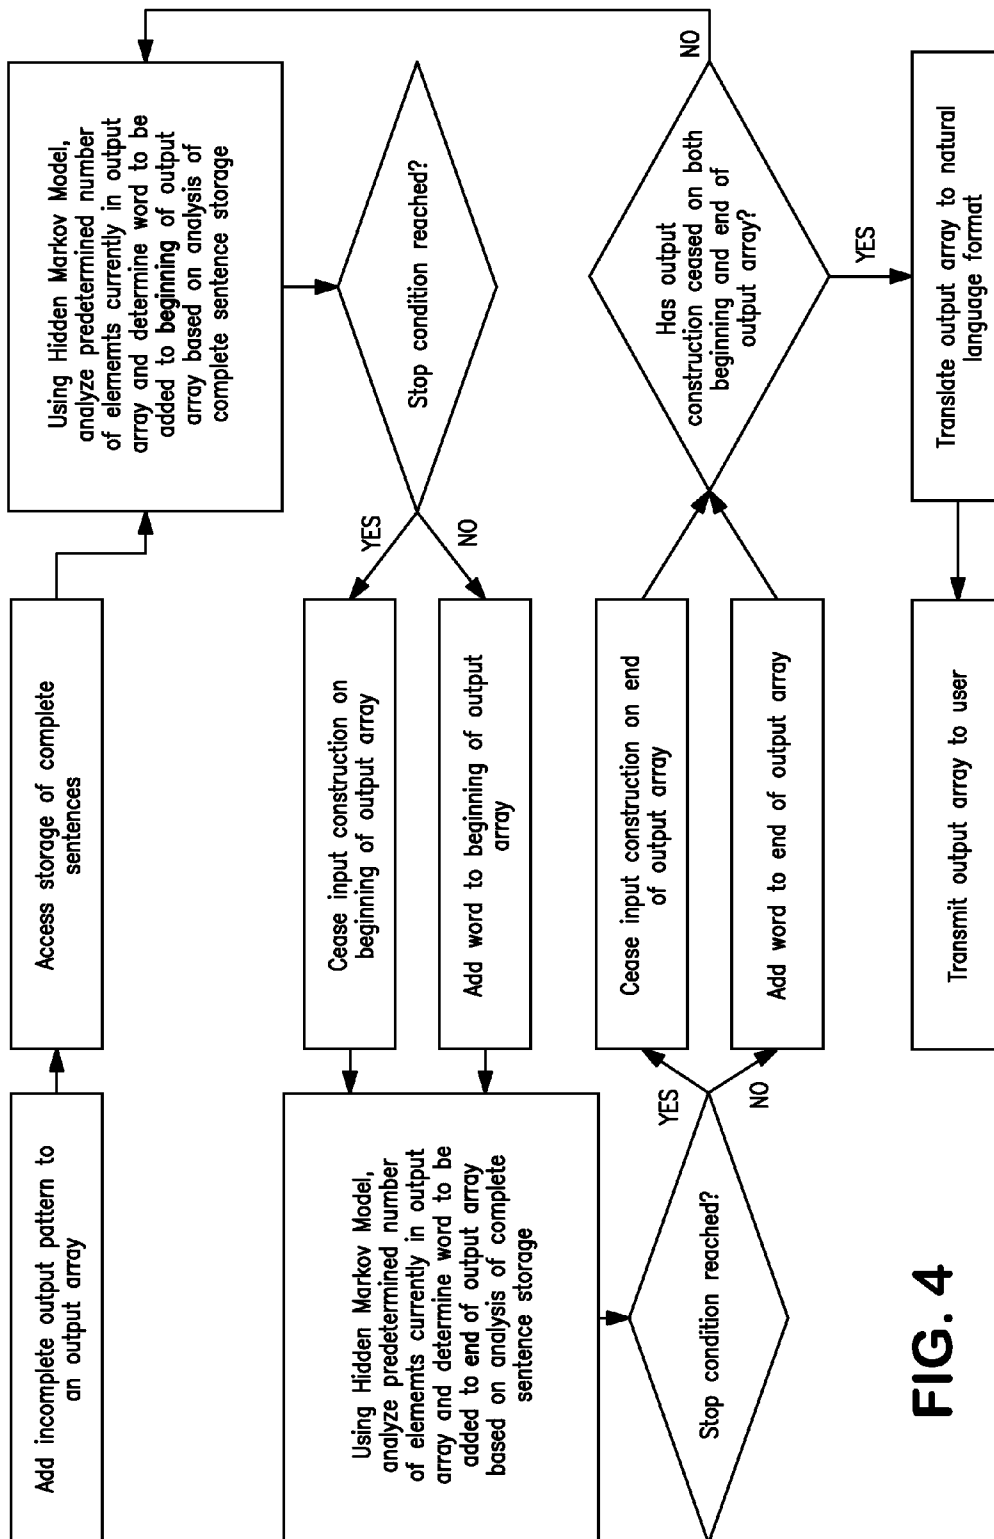 Add incomplete output pattern to
an output array
Access storage of complete
sentences
Using Hidden Markov Model,
analyze predetermined number
of elememts currently in output
array and determine word to be
added to beginning of output
array based on analysis of
complete sentence storage
Stop condition reached?
YES
NO
Cease input construction on
beginning of output array
Add word to beginning of output
array
Using Hidden Markov Model,
analyze predetermined number
of elememts currently in output
array and determine word to be
added to end of output array
based on analysis of complete
sentence storage
Stop condition reached?
YES
NO
Cease input construction on end
of output array
Add word to end of output array
Has output
construction ceased on both
beginning and end of
output array?
NO
YES
Translate output array to natural
language format
Transmit output array to user
FIG. 4